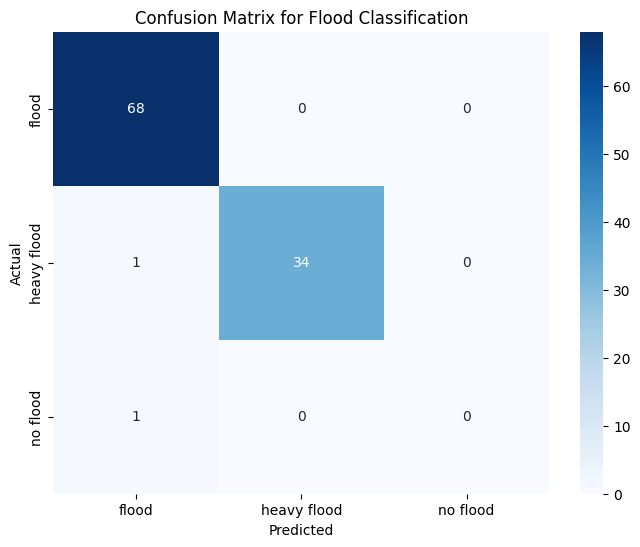 Confusion Matrix for Flood Classification
Actual
flood
heavy flood
no flood
68 0 0
1 34 0
1 0 0
flood heavy flood no flood
Predicted
60
50
40
30
20
10
0